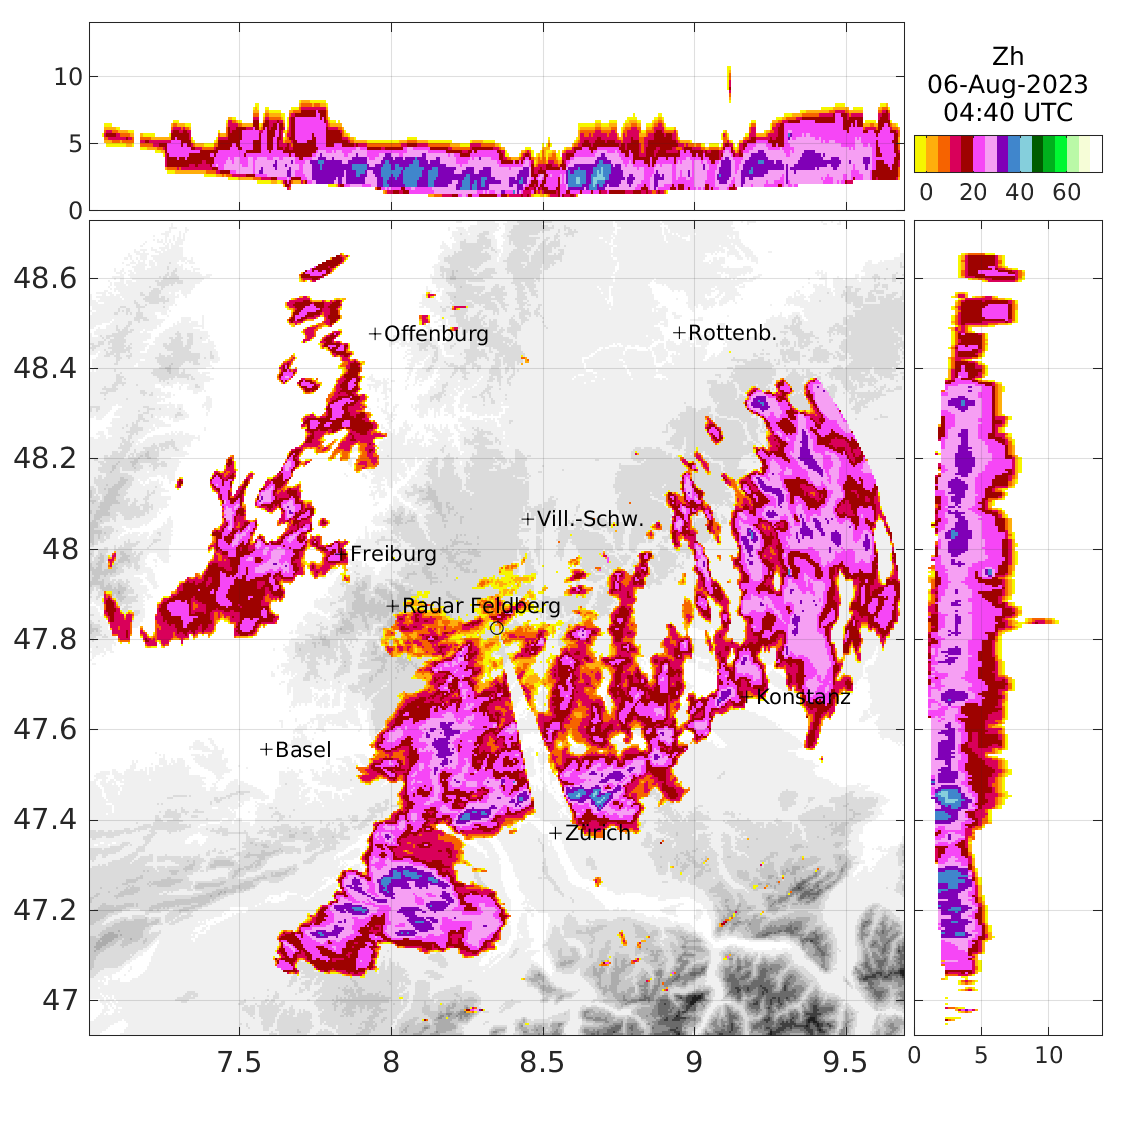 Zh
06-Aug-2023
04:40 UTC
0 20 40 60
10
5
0
48.6
48.4
48.2
48
47.8
47.6
47.4
47.2
47
+Offenburg
+Rottenb.
+Vill.-Schw.
+Freiburg
+Radar Feldberg
+Konstanz
+Basel
+Zürich
7.5 8 8.5 9 9.5
0 5 10